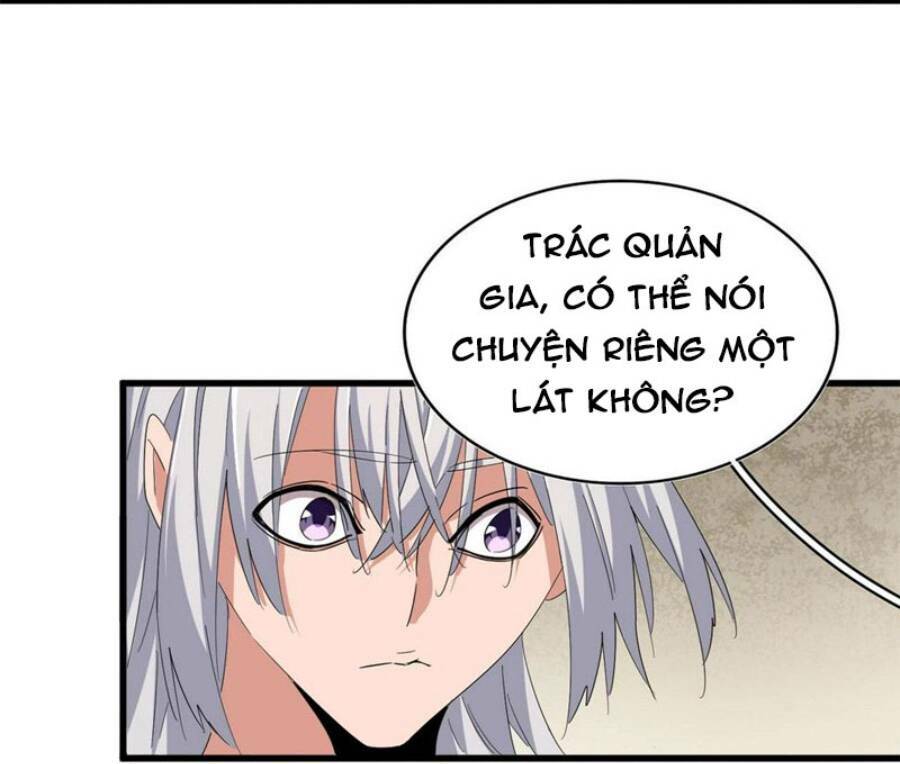 TRÁC QUẢN
GIA, CÓ THỂ NÓI
CHUYỆN RIÊNG MỘT
LÁT KHÔNG?